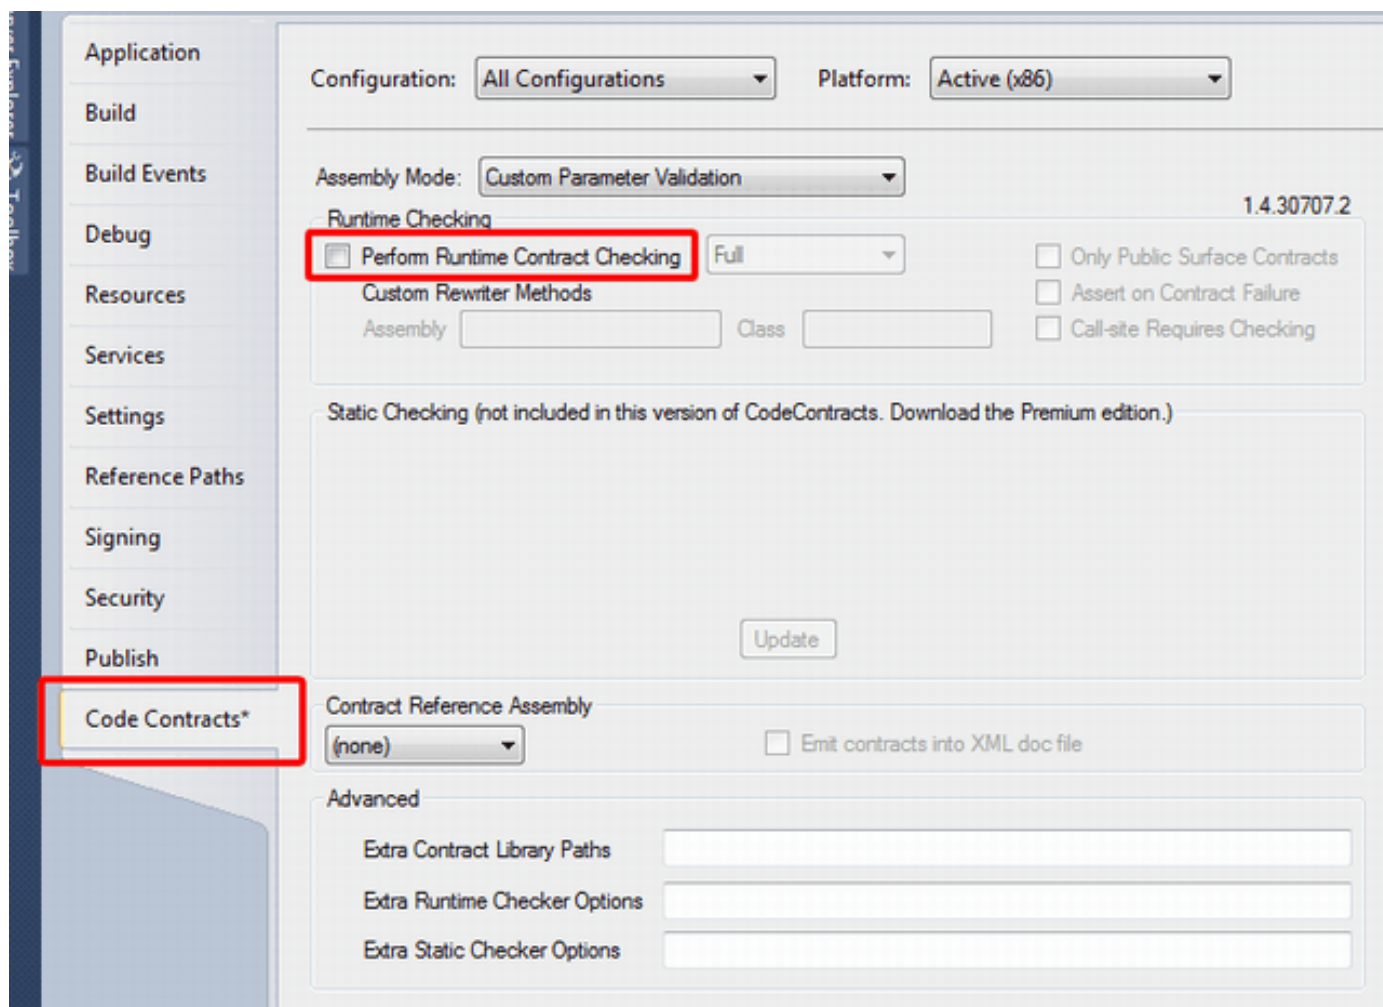 Application
Build
Build Events
Debug
Resources
Services
Settings
Reference Paths
Signing
Security
Publish
Code Contracts*
Configuration: All Configurations Platform: Active (x86)
Assembly Mode: Custom Parameter Validation
1.4.30707.2
Runtime Checking
Perform Runtime Contract Checking Full Only Public Surface Contracts
Custom Rewriter Methods Assert on Contract Failure
Assembly Class Call-site Requires Checking
Static Checking (not included in this version of CodeContracts. Download the Premium edition.)
Update
Contract Reference Assembly
(none) Emit contracts into XML doc file
Advanced
Extra Contract Library Paths
Extra Runtime Checker Options
Extra Static Checker Options